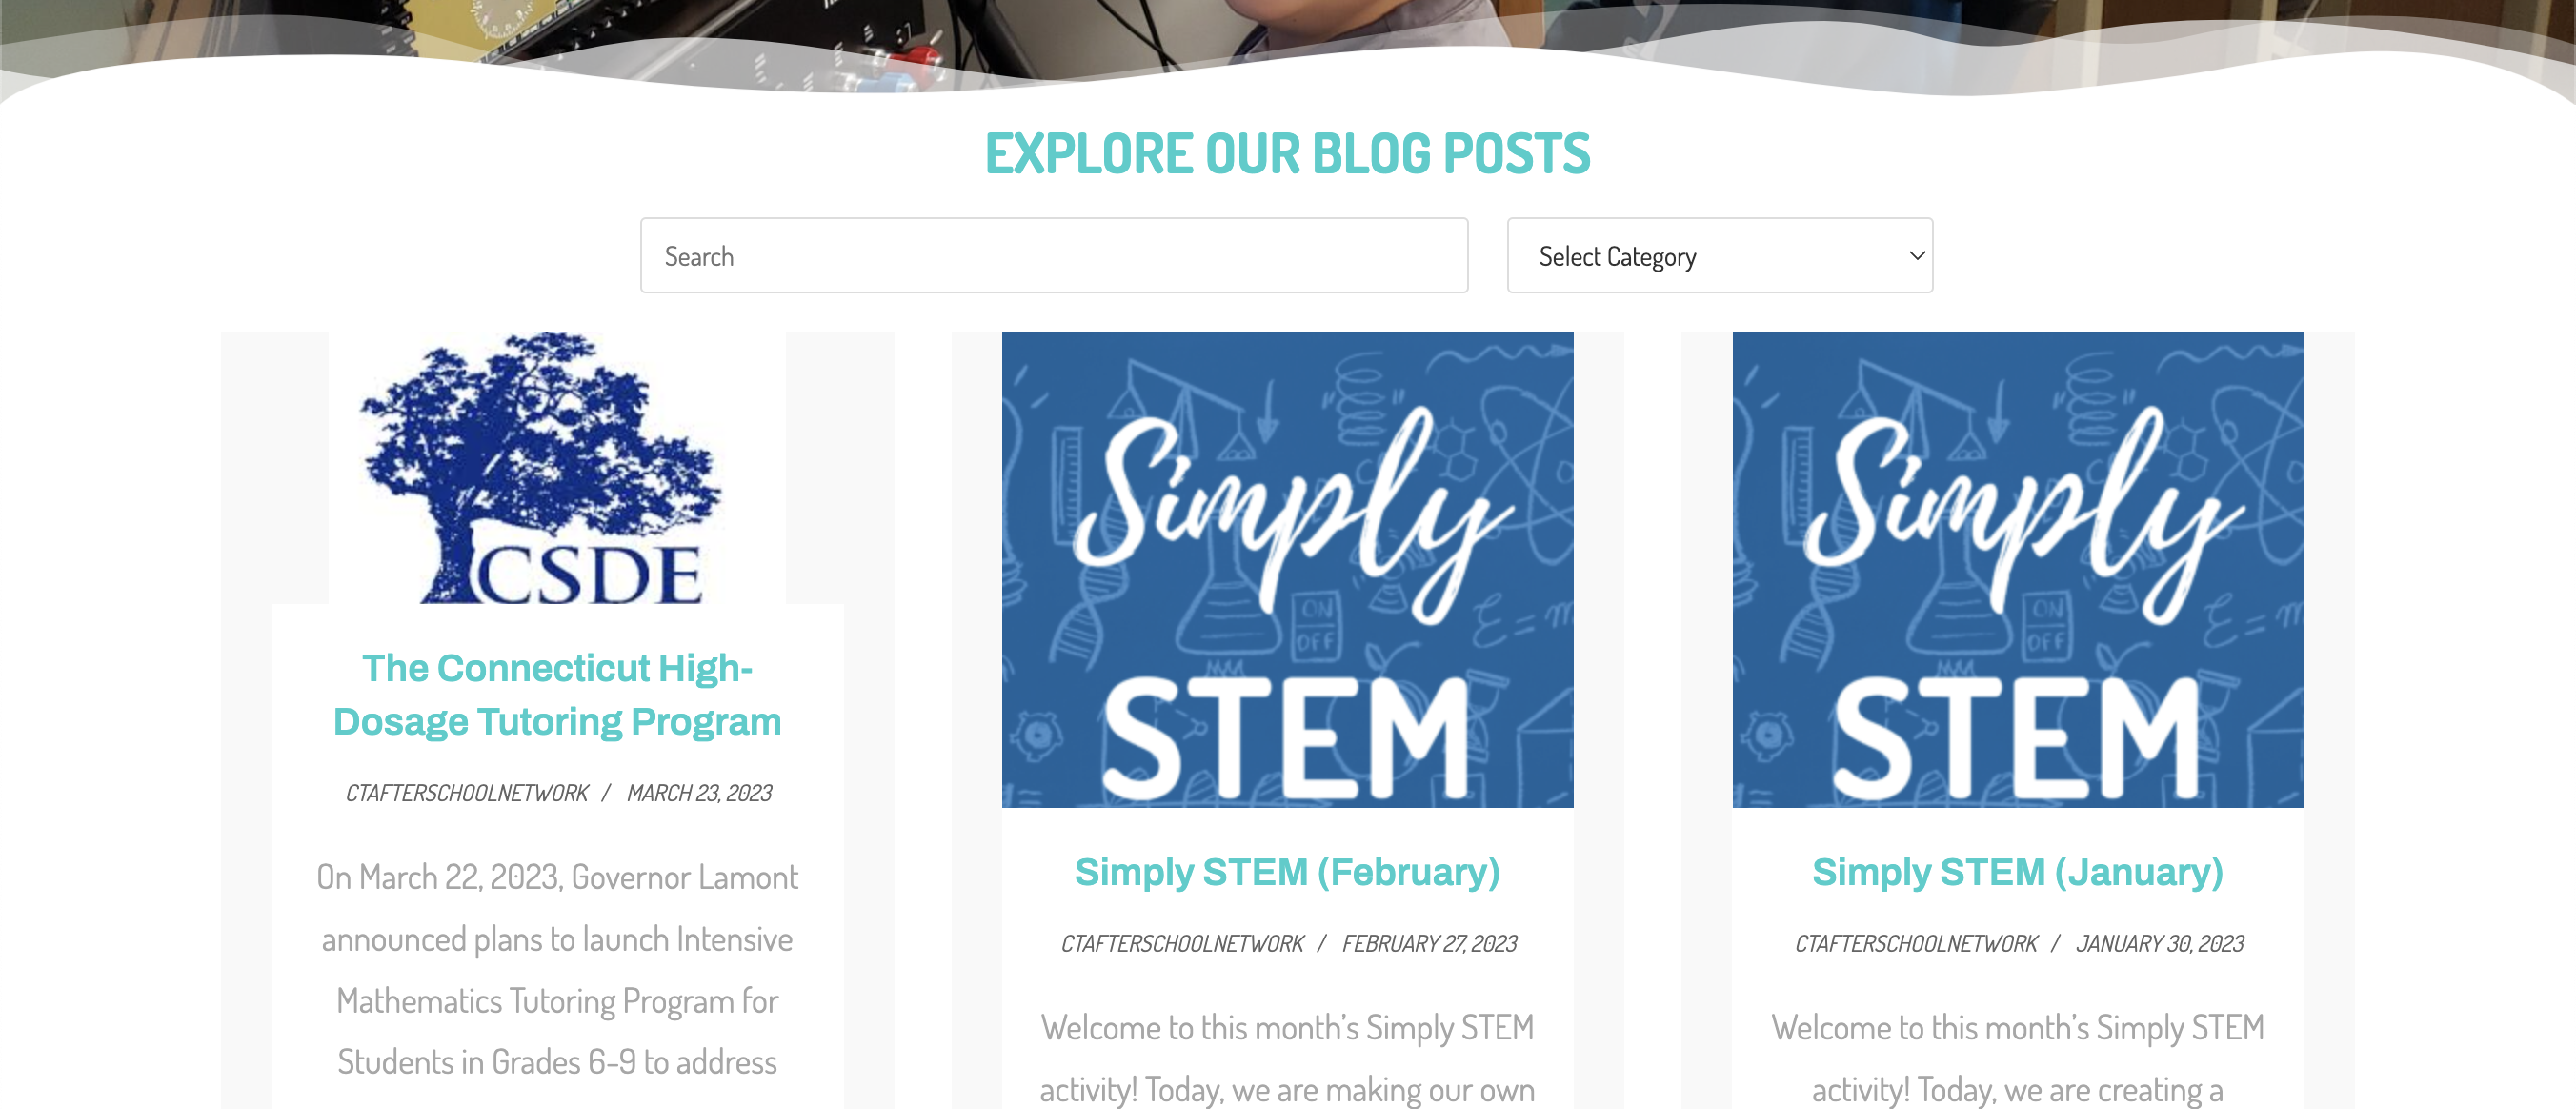 EXPLORE OUR BLOG POSTS
Search
Select Category
CSDE
The Connecticut High-
Dosage Tutoring Program
CTAFTERSCHOOLNETWORK / MARCH 23, 2023
On March 22, 2023, Governor Lamont
announced plans to launch Intensive
Mathematics Tutoring Program for
Students in Grades 6-9 to address
Simply
ON
OFF
E=m
STEM
Simply STEM (February)
CTAFTERSCHOOLNETWORK / FEBRUARY 27, 2023
Welcome to this month’s Simply STEM
activity! Today, we are making our own
Simply
ON
OFF
E=m
STEM
Simply STEM (January)
CTAFTERSCHOOLNETWORK / JANUARY 30, 2023
Welcome to this month’s Simply STEM
activity! Today, we are creating a